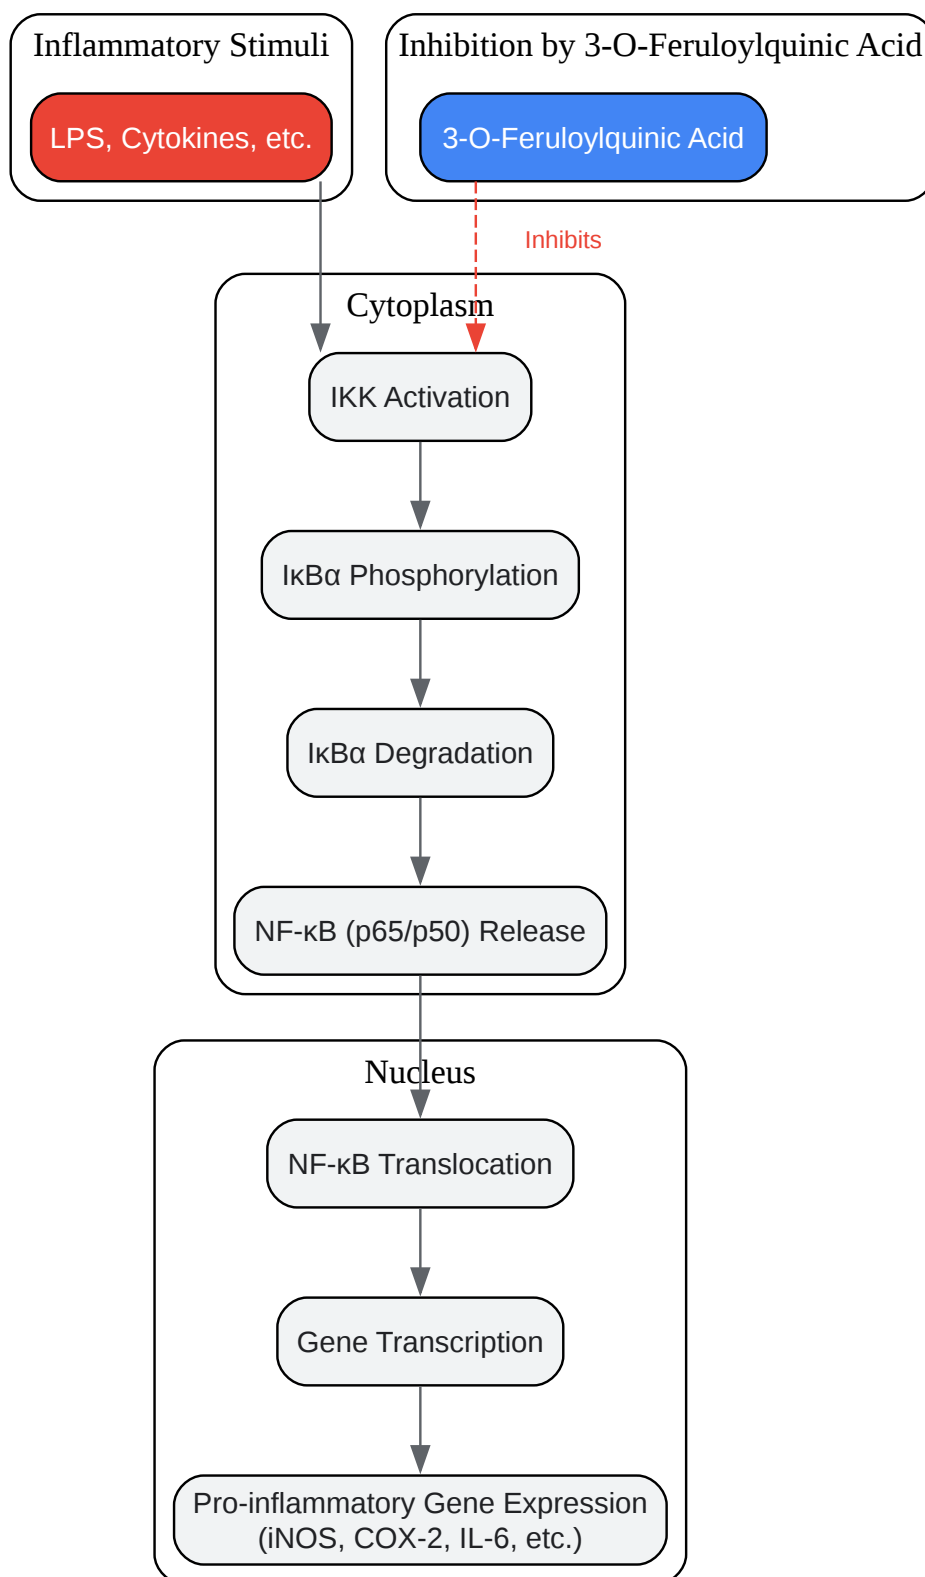 Inflammatory Stimuli
Inhibition by 3-O-Feruloylquinic Acid
LPS, Cytokines, etc.
3-O-Feruloylquinic Acid
Inhibits
Cytoplasm
IKK Activation
IκBα Phosphorylation
IκBα Degradation
NF-κB (p65/p50) Release
Nucleus
NF-κB Translocation
Gene Transcription
Pro-inflammatory Gene Expression
(iNOS, COX-2, IL-6, etc.)